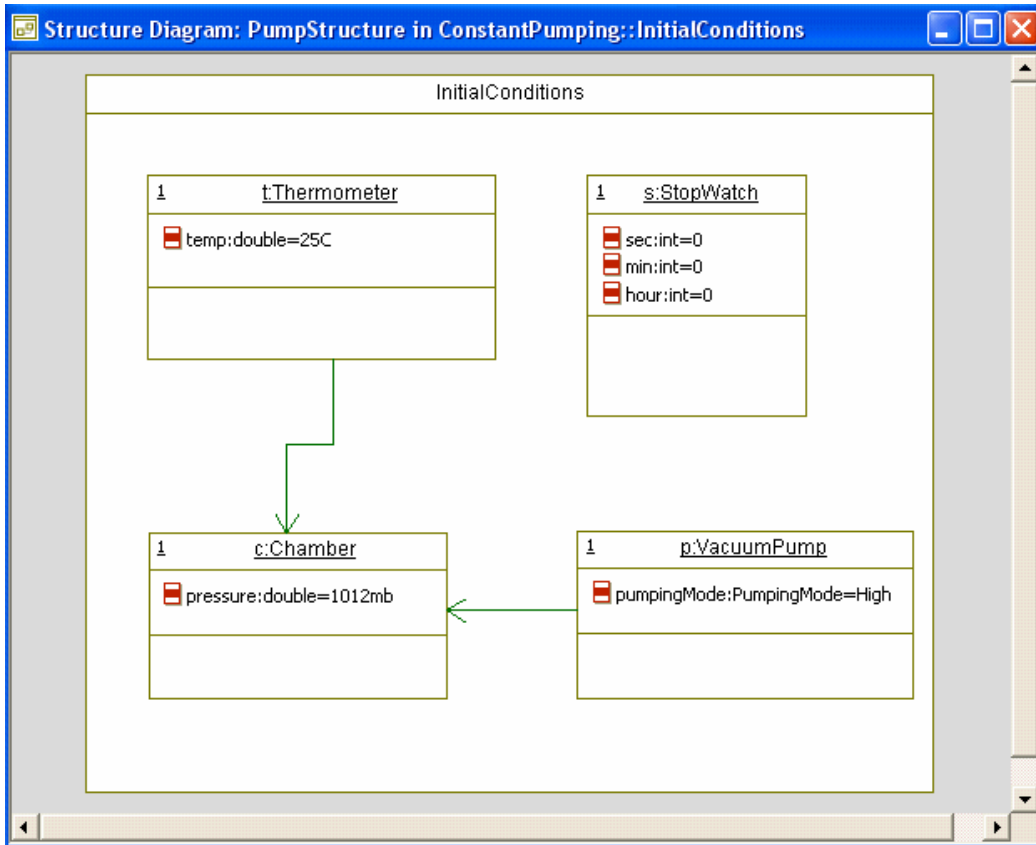 Structure Diagram: PumpStructure in ConstantPumping::InitialConditions
InitialConditions
1 t:Thermometer
temp:double=25C
1 s:StopWatch
sec:int=0
min:int=0
hour:int=0
1 c:Chamber
pressure:double=1012mb
1 p:VacuumPump
pumpingMode:PumpingMode=High